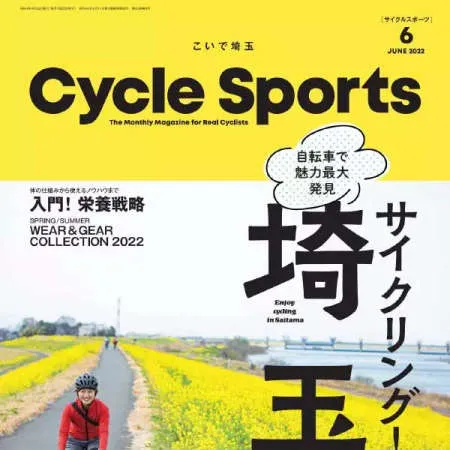 [サイクルスポーツ]
6
JUNE 2022
こいで埼玉
Cycle Sports
The Monthly Magazine for Real Cyclists
自転車で
魅力最大
発見
体の仕組みから使えるノウハウまで
入門!栄養戦略
SPRING/SUMMER
WEAR & GEAR
COLLECTION 2022
サイクリング!
埼玉
Enjoy
cycling
in Saitama